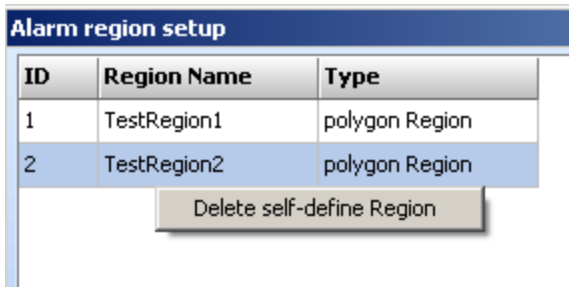 Alarm region setup
ID Region Name Type
1 TestRegion1 polygon Region
2 TestRegion2 polygon Region
Delete self-define Region